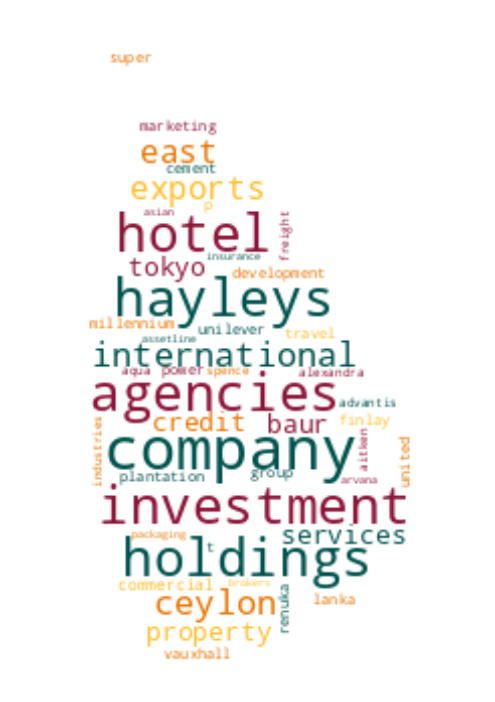 super
marketing
east
cement
exports
p
asian
hotel
freight
insurance
tokyo
development
hayleys
millennium
unilever
travel
assetline
international
aqua power spence alexandra
agencies
advantis
credit baur finlay
industries
company
aitken
united
plantation group
arvana
investment
packaging
services
t
holdings
commercial brokers
renuka
ceylon lanka
property
vauxhall